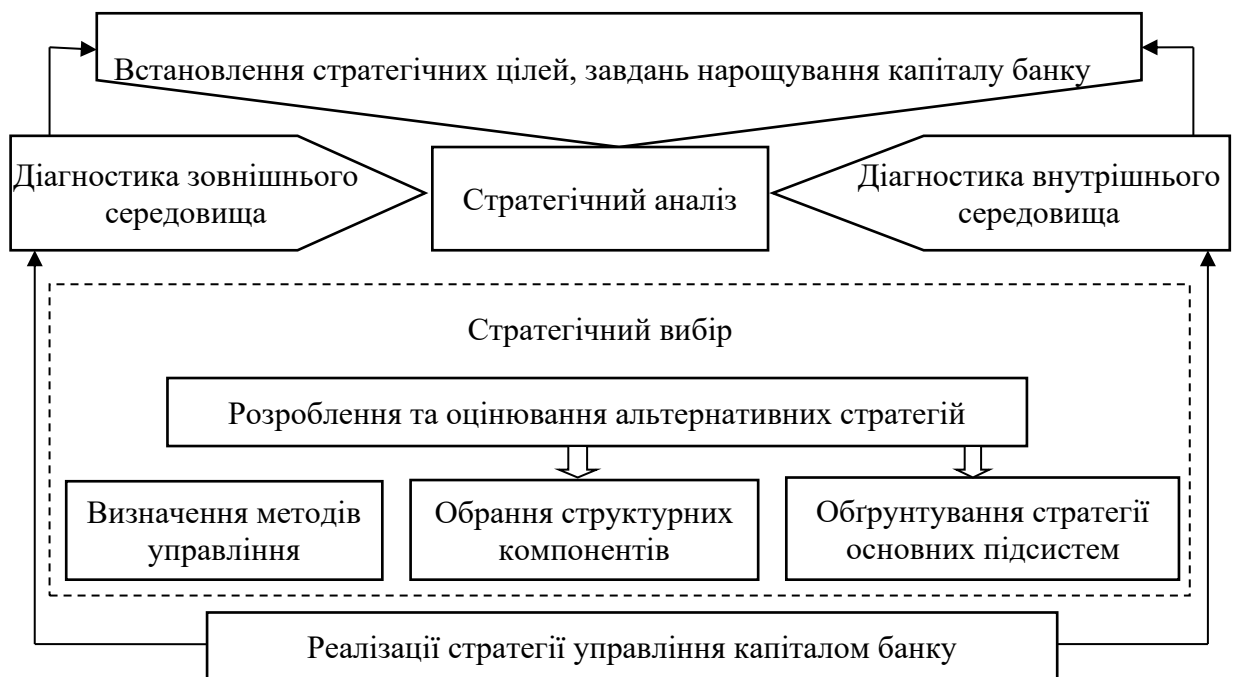 Встановлення стратегічних цілей, завдань нарощування капіталу банку
Діагностика зовнішнього
середовища
Стратегічний аналіз
Діагностика внутрішнього
середовища
Стратегічний вибір
Розроблення та оцінювання альтернативних стратегій
Визначення методів
управління
Обрання структурних
компонентів
Обґрунтування стратегії
основних підсистем
Реалізації стратегії управління капіталом банку